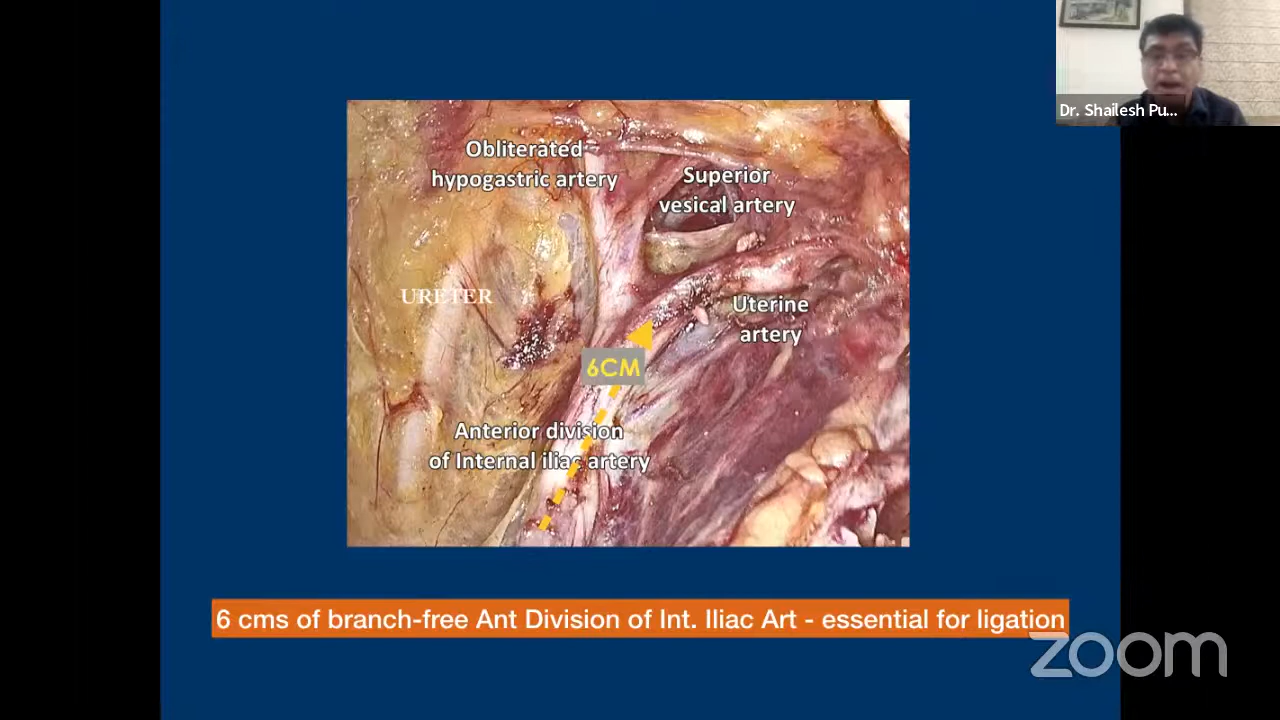 Dr. Shailesh Pu...
Obliterated
hypogastric artery
Superior
vesical artery
URETER
Uterine
artery
6CM
Anterior division
of Internal iliac artery
6 cms of branch-free Ant Division of Int. Iliac Art - essential for ligation
zoom